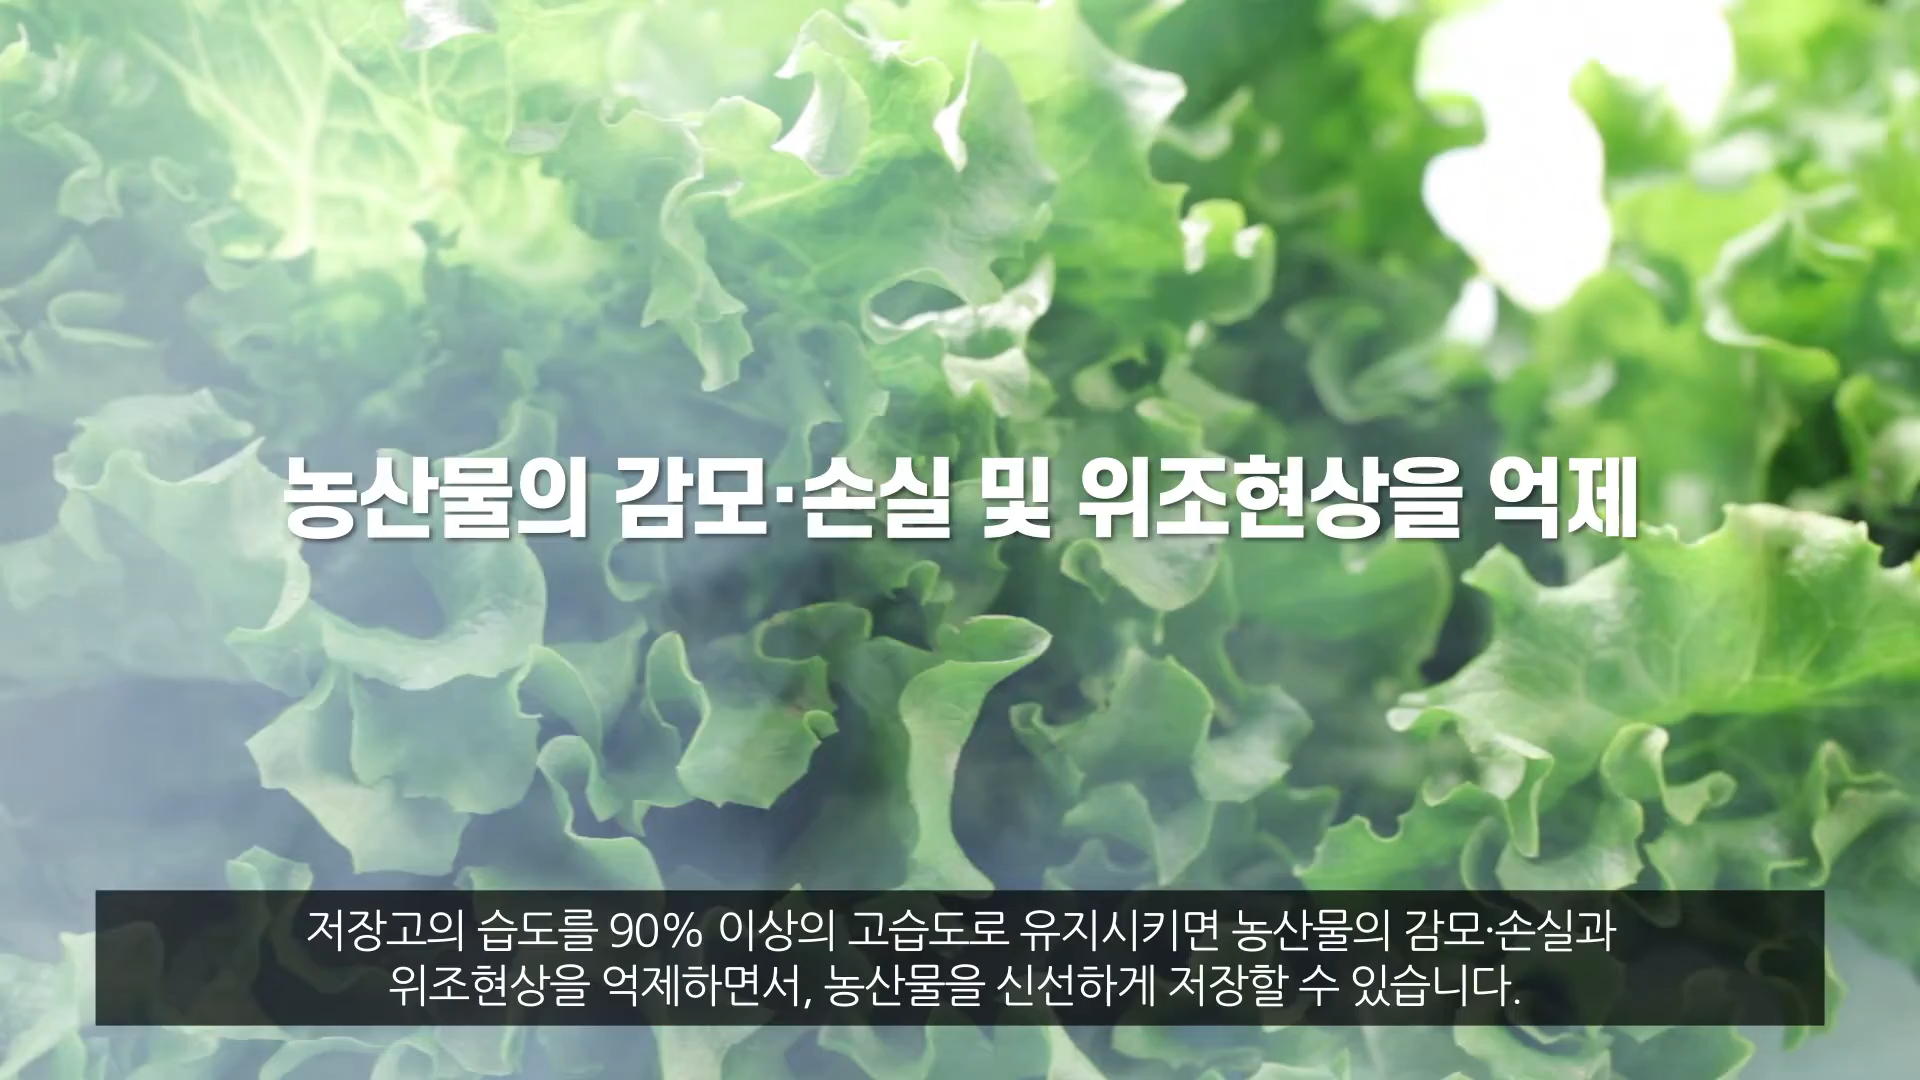 농산물의 감모·손실 및 위조현상을 억제
저장고의 습도를 90% 이상의 고습도로 유지시키면 농산물의 감모·손실과
위조현상을 억제하면서, 농산물을 신선하게 저장할 수 있습니다.